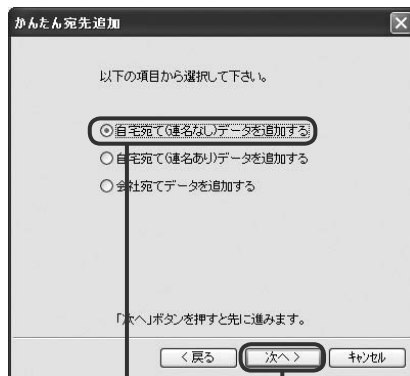 かんたん宛先追加
以下の項目から選択して下さい。
自宅宛て(連名なし)データを追加する
自宅宛て(連名あり)データを追加する
会社宛てデータを追加する
「次へ」ボタンを押すと先に進みます。
<戻る 次へ> キャンセル